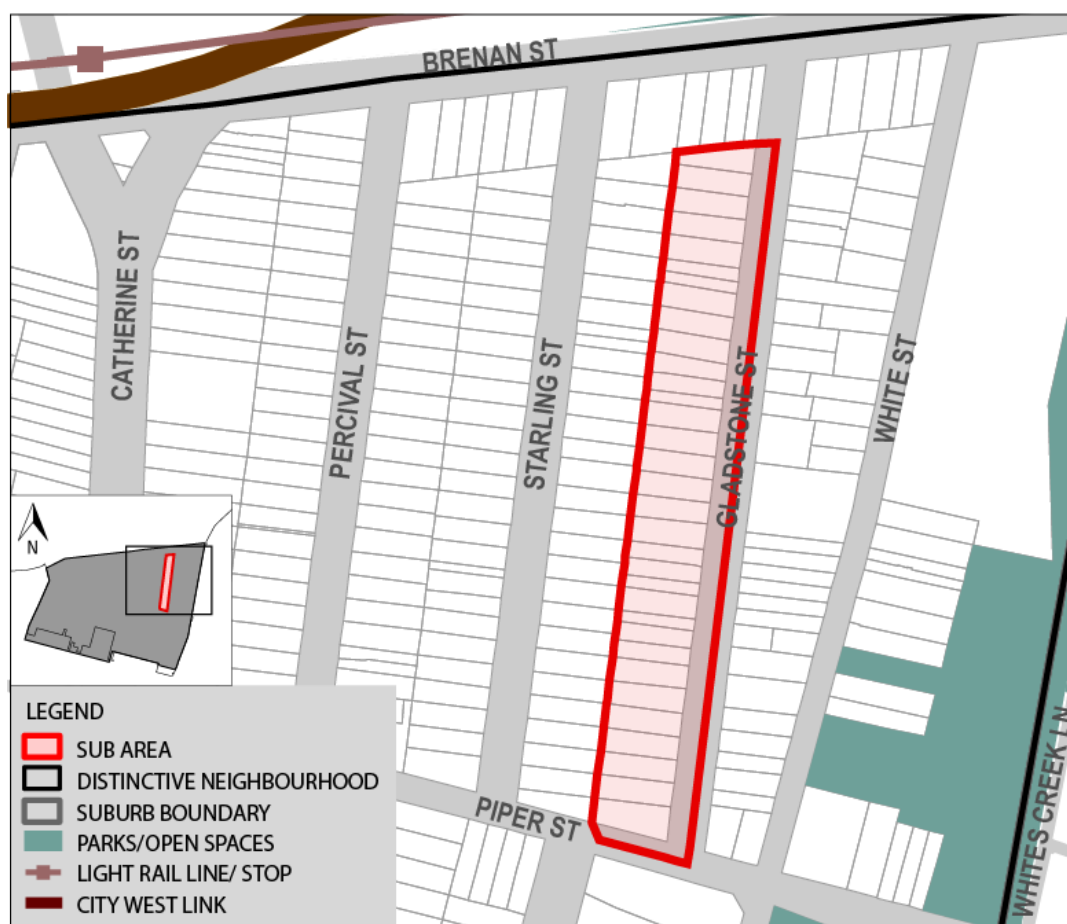 BRENAN ST
CATHERINE ST
PERCIVAL ST
STARLING ST
GLADSTONE ST
WHITE ST
PIPER ST
WHITES CREEK LN
N
LEGEND
SUB AREA
DISTINCTIVE NEIGHBOURHOOD
SUBURB BOUNDARY
PARKS/OPEN SPACES
LIGHT RAIL LINE/ STOP
CITY WEST LINK